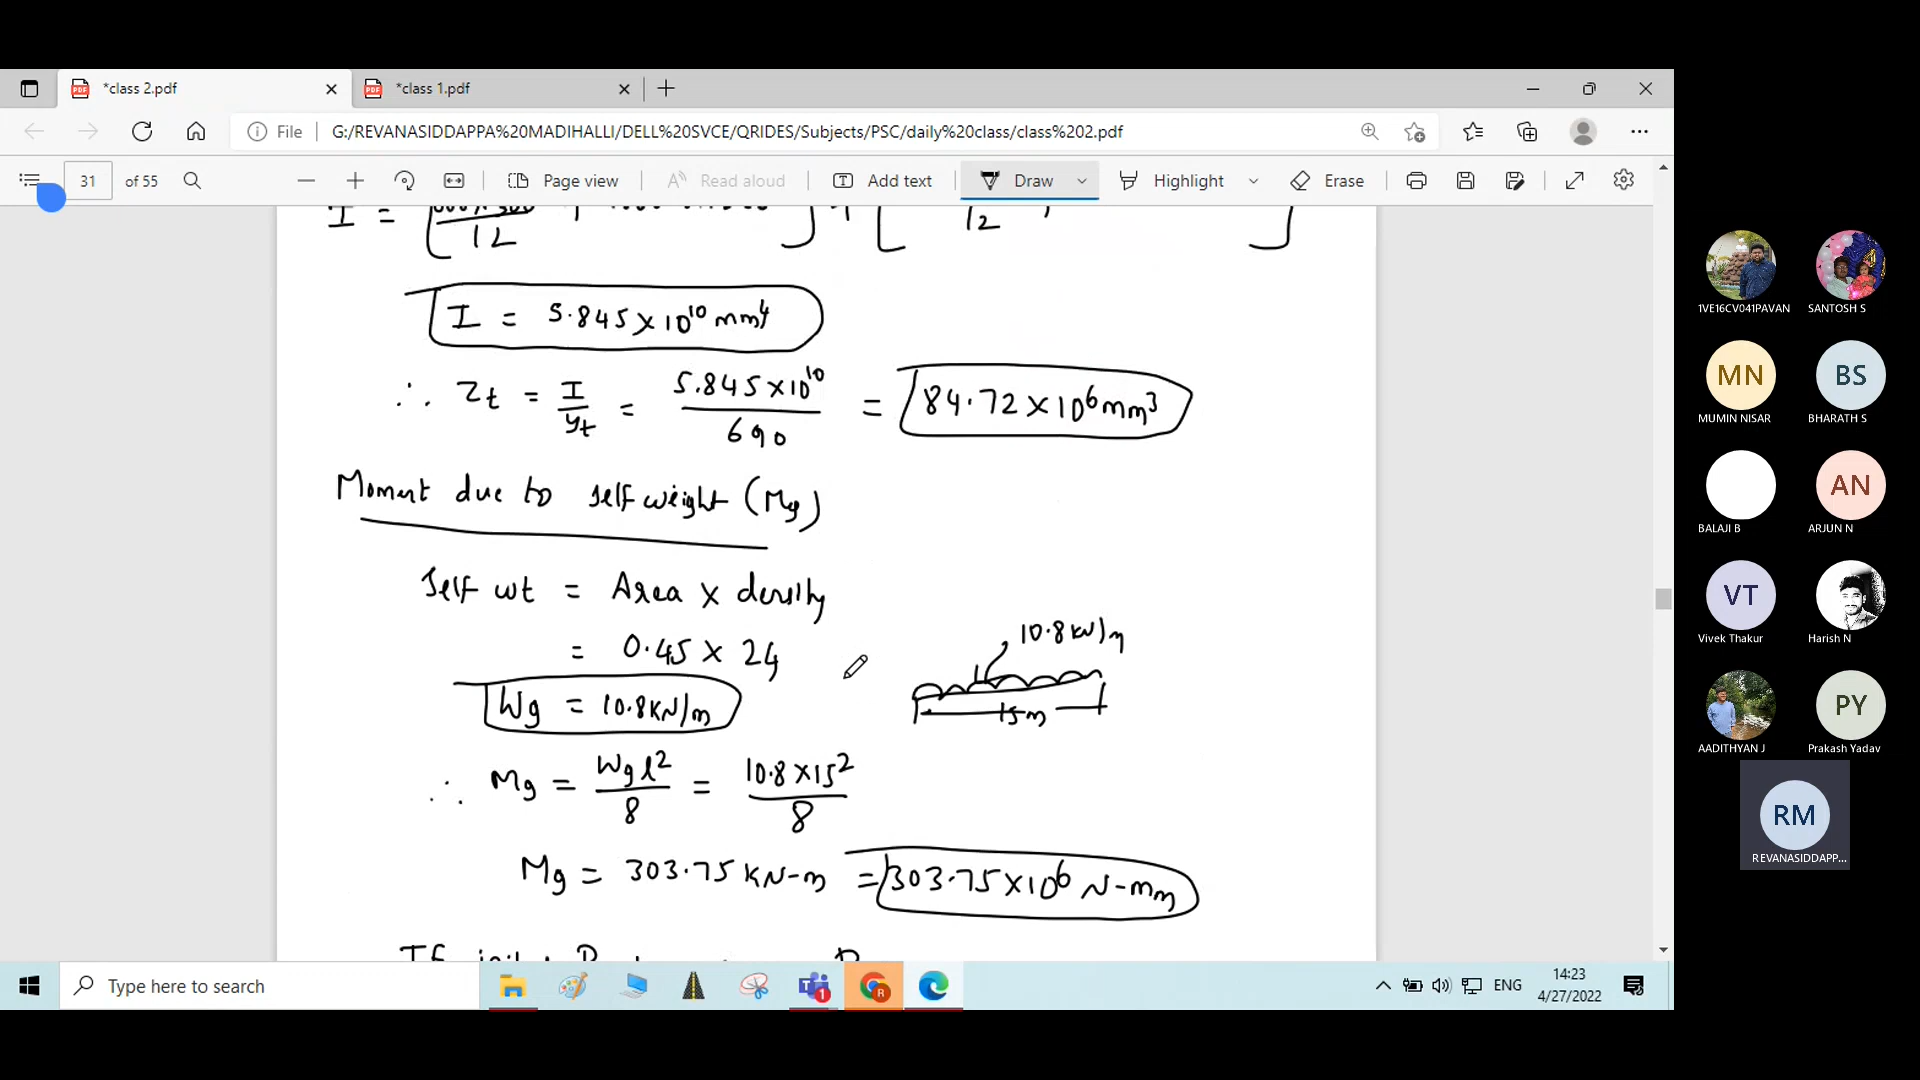 *class 2.pdf
*class 1.pdf
File
G:/REVANASIDDAPPA%20MADIHALLI/DELL%20SVCE/QRIDES/Subjects/PSC/daily%20class/class%202.pdf
31 of 55
Page view
Read aloud
Add text
Draw
Highlight
Erase
I =
12
12
I = 5.845 × 10¹⁰ mm⁴
∴ Zt = I/yt = 5.845×10¹⁰/690 = 84.72 × 10⁶ mm³
Moment due to self weight (Mg)
Self wt = Area × density
= 0.45 × 24
10.8 kN/m
Wg = 10.8 KN/m
15m
∴ Mg = Wg l²/8 = 10.8 × 15²/8
Mg = 303.75 KN-m = 303.75×10⁶ N-mm
If
1VE16CV041PAVAN
SANTOSH S
MN
MUMIN NISAR
BS
BHARATH S
BALAJI B
AN
ARJUN N
VT
Vivek Thakur
Harish N
AADITHYAN J
PY
Prakash Yadav
RM
REVANASIDDAPP...
Type here to search
ENG
14:23
4/27/2022